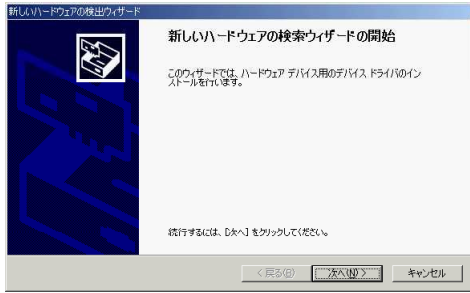 新しいハードウェアの検出ウィザード
新しいハードウェアの検索ウィザードの開始
このウィザードでは、ハードウェア デバイス用のデバイス ドライバのイン
ストールを行います。
続行するには、[次へ] をクリックしてください。
< 戻る(B)
次へ(N) >
キャンセル